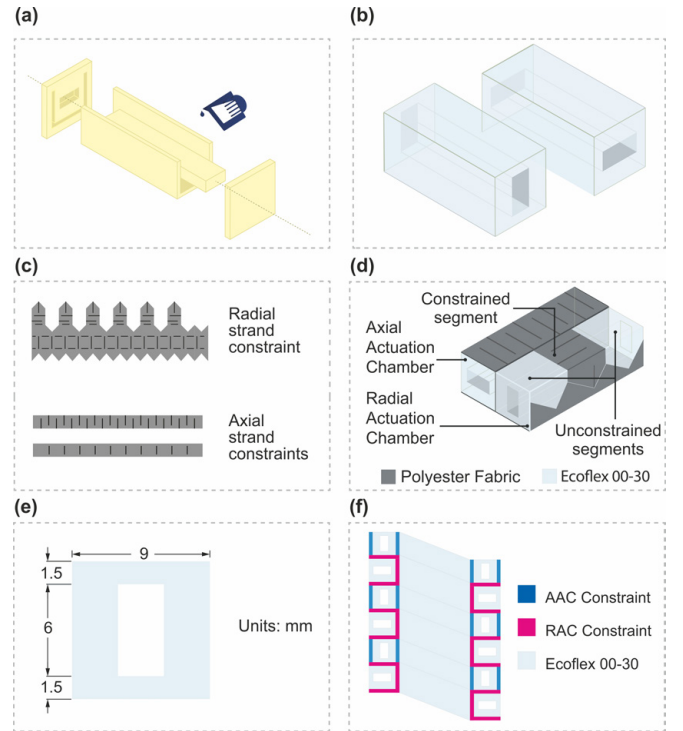 (a)
(b)
(c)
Radial
strand
constraint
Axial
strand
constraints
(d)
Constrained
segment
Axial
Actuation
Chamber
Radial
Actuation
Chamber
Unconstrained
segments
Polyester Fabric
Ecoflex 00-30
(e)
9
1.5
6
1.5
Units: mm
(f)
AAC Constraint
RAC Constraint
Ecoflex 00-30